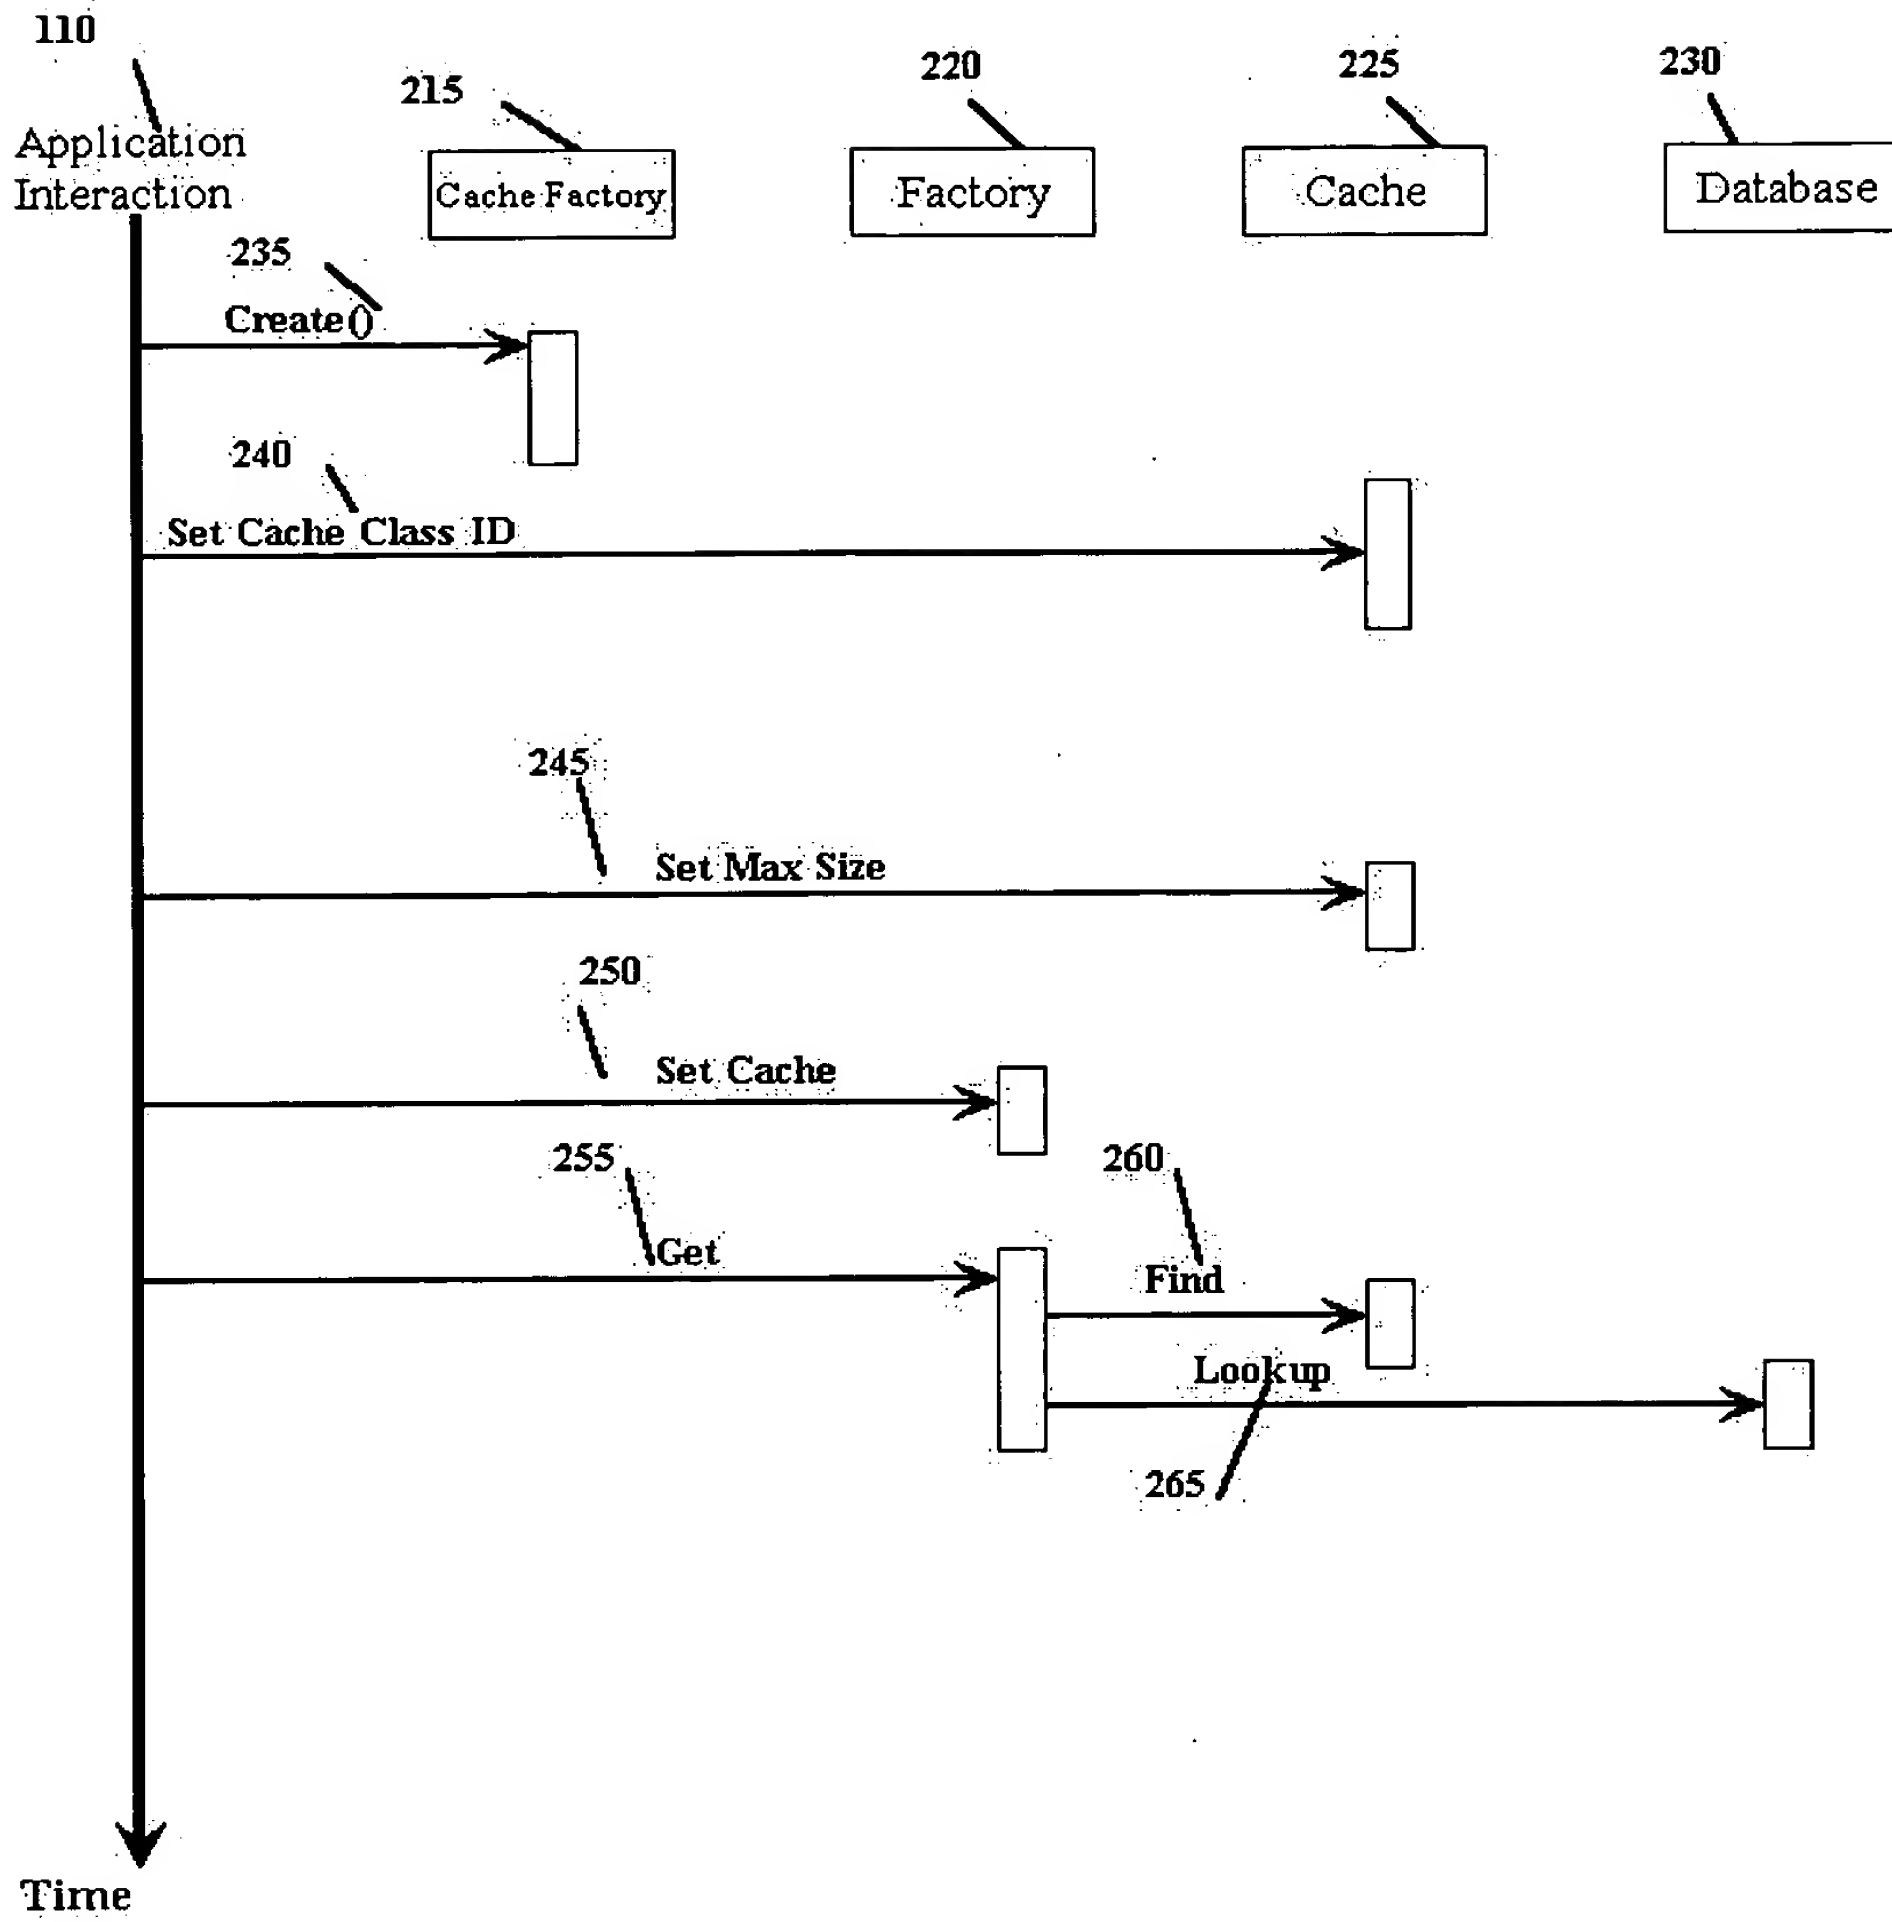 110
215
220
225
230
Application
Interaction
Cache Factory
Factory
Cache
Database
235
Create()
240
Set Cache Class ID
245
Set Max Size
250
Set Cache
255
260
Get
Find
Lookup
265
Time